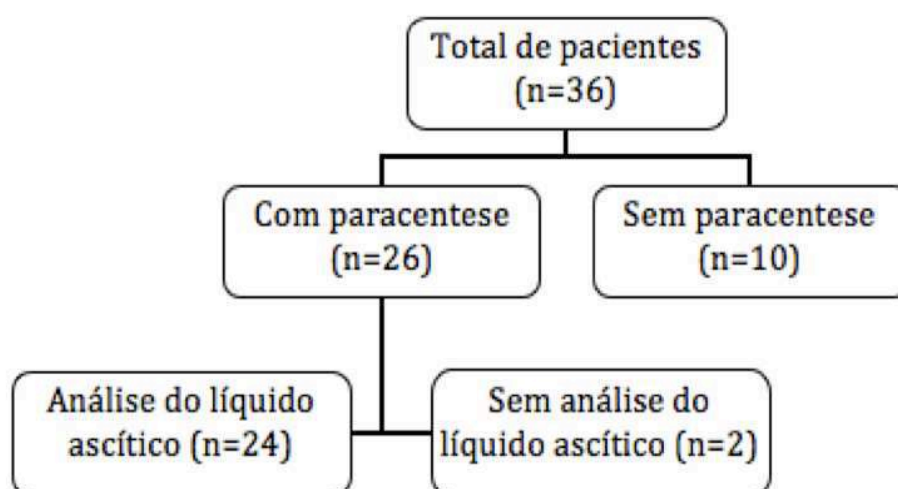 Total de pacientes
(n=36)
Com paracentese
(n=26)
Sem paracentese
(n=10)
Análise do líquido
ascítico (n=24)
Sem análise do
líquido ascítico (n=2)